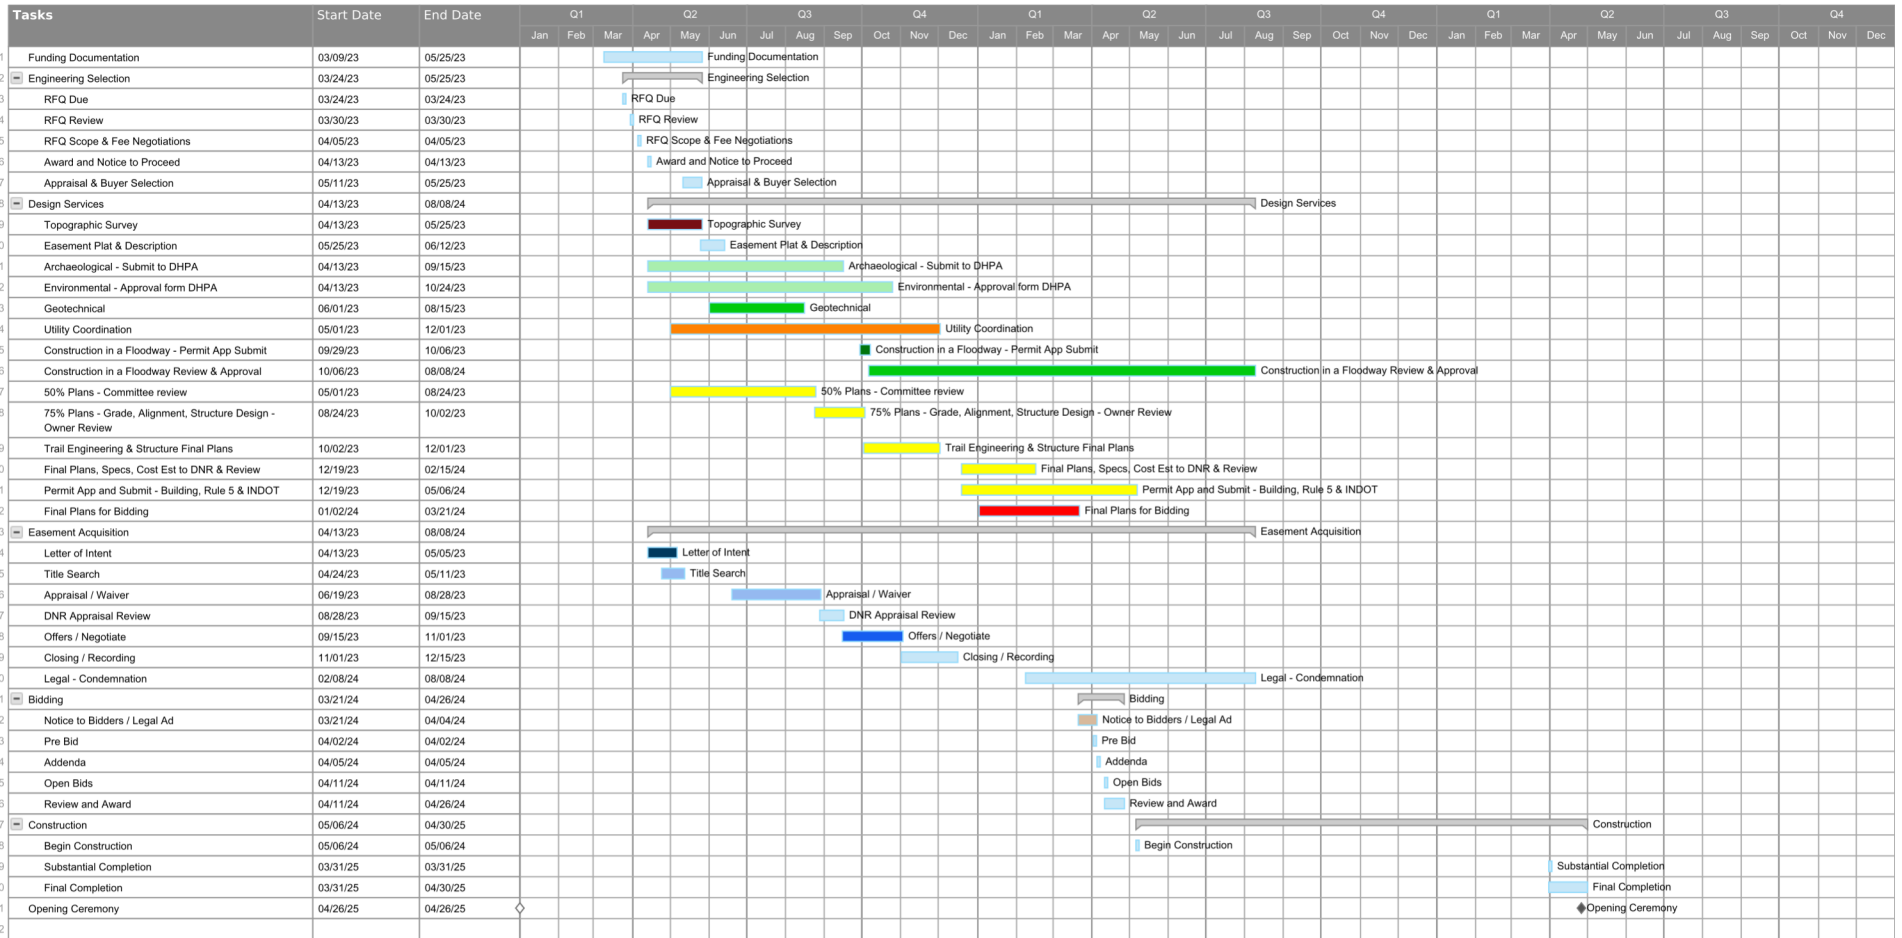 Tasks Start Date End Date Q1 Q2 Q3 Q4 Q1 Q2 Q3 Q4 Q1 Q2 Q3 Q4
Jan Feb Mar Apr May Jun Jul Aug Sep Oct Nov Dec Jan Feb Mar Apr May Jun Jul Aug Sep Oct Nov Dec Jan Feb Mar Apr May Jun Jul Aug Sep Oct Nov Dec
Funding Documentation 03/09/23 05/25/23 Funding Documentation
Engineering Selection 03/24/23 05/25/23 Engineering Selection
RFQ Due 03/24/23 03/24/23 RFQ Due
RFQ Review 03/30/23 03/30/23 RFQ Review
RFQ Scope & Fee Negotiations 04/05/23 04/05/23 RFQ Scope & Fee Negotiations
Award and Notice to Proceed 04/13/23 04/13/23 Award and Notice to Proceed
Appraisal & Buyer Selection 05/11/23 05/25/23 Appraisal & Buyer Selection
Design Services 04/13/23 08/08/24 Design Services
Topographic Survey 04/13/23 05/25/23 Topographic Survey
Easement Plat & Description 05/25/23 06/12/23 Easement Plat & Description
Archaeological - Submit to DHPA 04/13/23 09/15/23 Archaeological - Submit to DHPA
Environmental - Approval form DHPA 04/13/23 10/24/23 Environmental - Approval form DHPA
Geotechnical 06/01/23 08/15/23 Geotechnical
Utility Coordination 05/01/23 12/01/23 Utility Coordination
Construction in a Floodway - Permit App Submit 09/29/23 10/06/23 Construction in a Floodway - Permit App Submit
Construction in a Floodway Review & Approval 10/06/23 08/08/24 Construction in a Floodway Review & Approval
50% Plans - Committee review 05/01/23 08/24/23 50% Plans - Committee review
75% Plans - Grade, Alignment, Structure Design - 08/24/23 10/02/23 75% Plans - Grade, Alignment, Structure Design - Owner Review
Owner Review
Trail Engineering & Structure Final Plans 10/02/23 12/01/23 Trail Engineering & Structure Final Plans
Final Plans, Specs, Cost Est to DNR & Review 12/19/23 02/15/24 Final Plans, Specs, Cost Est to DNR & Review
Permit App and Submit - Building, Rule 5 & INDOT 12/19/23 05/06/24 Permit App and Submit - Building, Rule 5 & INDOT
Final Plans for Bidding 01/02/24 03/21/24 Final Plans for Bidding
Easement Acquisition 04/13/23 08/08/24 Easement Acquisition
Letter of Intent 04/13/23 05/05/23 Letter of Intent
Title Search 04/24/23 05/11/23 Title Search
Appraisal / Waiver 06/19/23 08/28/23 Appraisal / Waiver
DNR Appraisal Review 08/28/23 09/15/23 DNR Appraisal Review
Offers / Negotiate 09/15/23 11/01/23 Offers / Negotiate
Closing / Recording 11/01/23 12/15/23 Closing / Recording
Legal - Condemnation 02/08/24 08/08/24 Legal - Condemnation
Bidding 03/21/24 04/26/24 Bidding
Notice to Bidders / Legal Ad 03/21/24 04/04/24 Notice to Bidders / Legal Ad
Pre Bid 04/02/24 04/02/24 Pre Bid
Addenda 04/05/24 04/05/24 Addenda
Open Bids 04/11/24 04/11/24 Open Bids
Review and Award 04/11/24 04/26/24 Review and Award
Construction 05/06/24 04/30/25 Construction
Begin Construction 05/06/24 05/06/24 Begin Construction
Substantial Completion 03/31/25 03/31/25 Substantial Completion
Final Completion 03/31/25 04/30/25 Final Completion
Opening Ceremony 04/26/25 04/26/25 Opening Ceremony